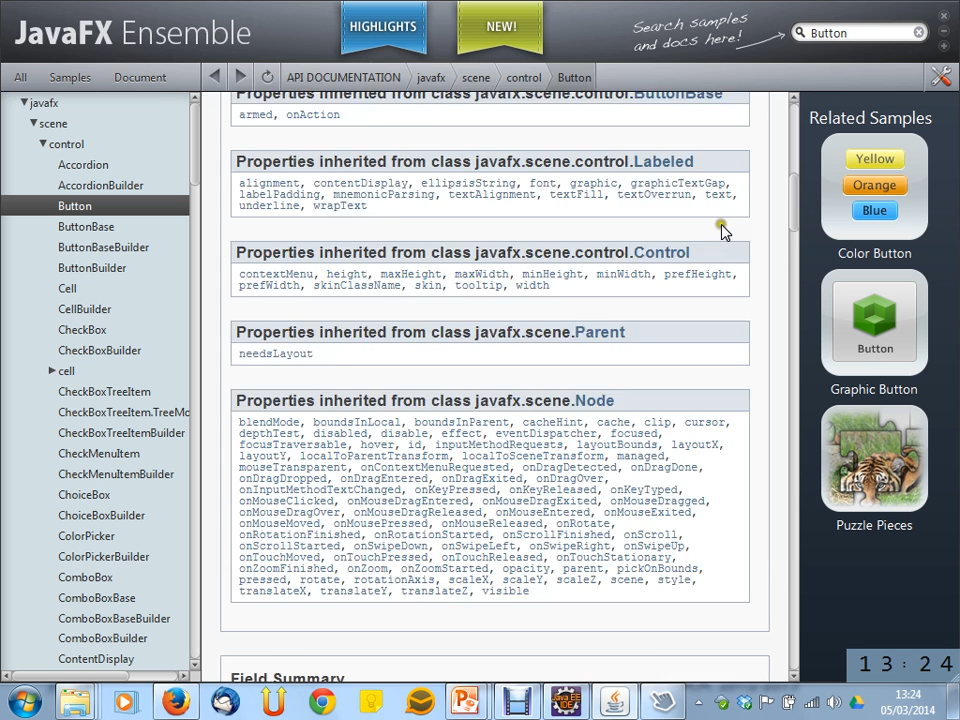 JavaFX Ensemble
HIGHLIGHTS
NEW!
Search samples
and docs here!
Button
All Samples Document
API DOCUMENTATION javafx scene control Button
javafx
scene
control
Accordion
AccordionBuilder
Button
ButtonBase
ButtonBaseBuilder
ButtonBuilder
Cell
CellBuilder
CheckBox
CheckBoxBuilder
cell
CheckBoxTreeItem
CheckBoxTreeItem.TreeMo
CheckBoxTreeItemBuilder
CheckMenuItem
CheckMenuItemBuilder
ChoiceBox
ChoiceBoxBuilder
ColorPicker
ColorPickerBuilder
ComboBox
ComboBoxBase
ComboBoxBaseBuilder
ComboBoxBuilder
ContentDisplay
Properties inherited from class javafx.scene.control.ButtonBase
armed, onAction
Properties inherited from class javafx.scene.control.Labeled
alignment, contentDisplay, ellipsisString, font, graphic, graphicTextGap,
labelPadding, mnemonicParsing, textAlignment, textFill, textOverrun, text,
underline, wrapText
Properties inherited from class javafx.scene.control.Control
contextMenu, height, maxHeight, maxWidth, minHeight, minWidth, prefHeight,
prefWidth, skinClassName, skin, tooltip, width
Properties inherited from class javafx.scene.Parent
needsLayout
Properties inherited from class javafx.scene.Node
blendMode, boundsInLocal, boundsInParent, cacheHint, cache, clip, cursor,
depthTest, disabled, disable, effect, eventDispatcher, focused,
focusTraversable, hover, id, inputMethodRequests, layoutBounds, layoutX,
layoutY, localToParentTransform, localToSceneTransform, managed,
mouseTransparent, onContextMenuRequested, onDragDetected, onDragDone,
onDragDropped, onDragEntered, onDragExited, onDragOver,
onInputMethodTextChanged, onKeyPressed, onKeyReleased, onKeyTyped,
onMouseClicked, onMouseDragEntered, onMouseDragExited, onMouseDragged,
onMouseDragOver, onMouseDragReleased, onMouseEntered, onMouseExited,
onMouseMoved, onMousePressed, onMouseReleased, onRotate,
onRotationFinished, onRotationStarted, onScrollFinished, onScroll,
onScrollStarted, onSwipeDown, onSwipeLeft, onSwipeRight, onSwipeUp,
onTouchMoved, onTouchPressed, onTouchReleased, onTouchStationary,
onZoomFinished, onZoom, onZoomStarted, opacity, parent, pickOnBounds,
pressed, rotate, rotationAxis, scaleX, scaleY, scaleZ, scene, style,
translateX, translateY, translateZ, visible
Field Summary
Related Samples
Yellow
Orange
Blue
Color Button
Button
Graphic Button
Puzzle Pieces
13:24
Java EE
IDE
13:24
05/03/2014